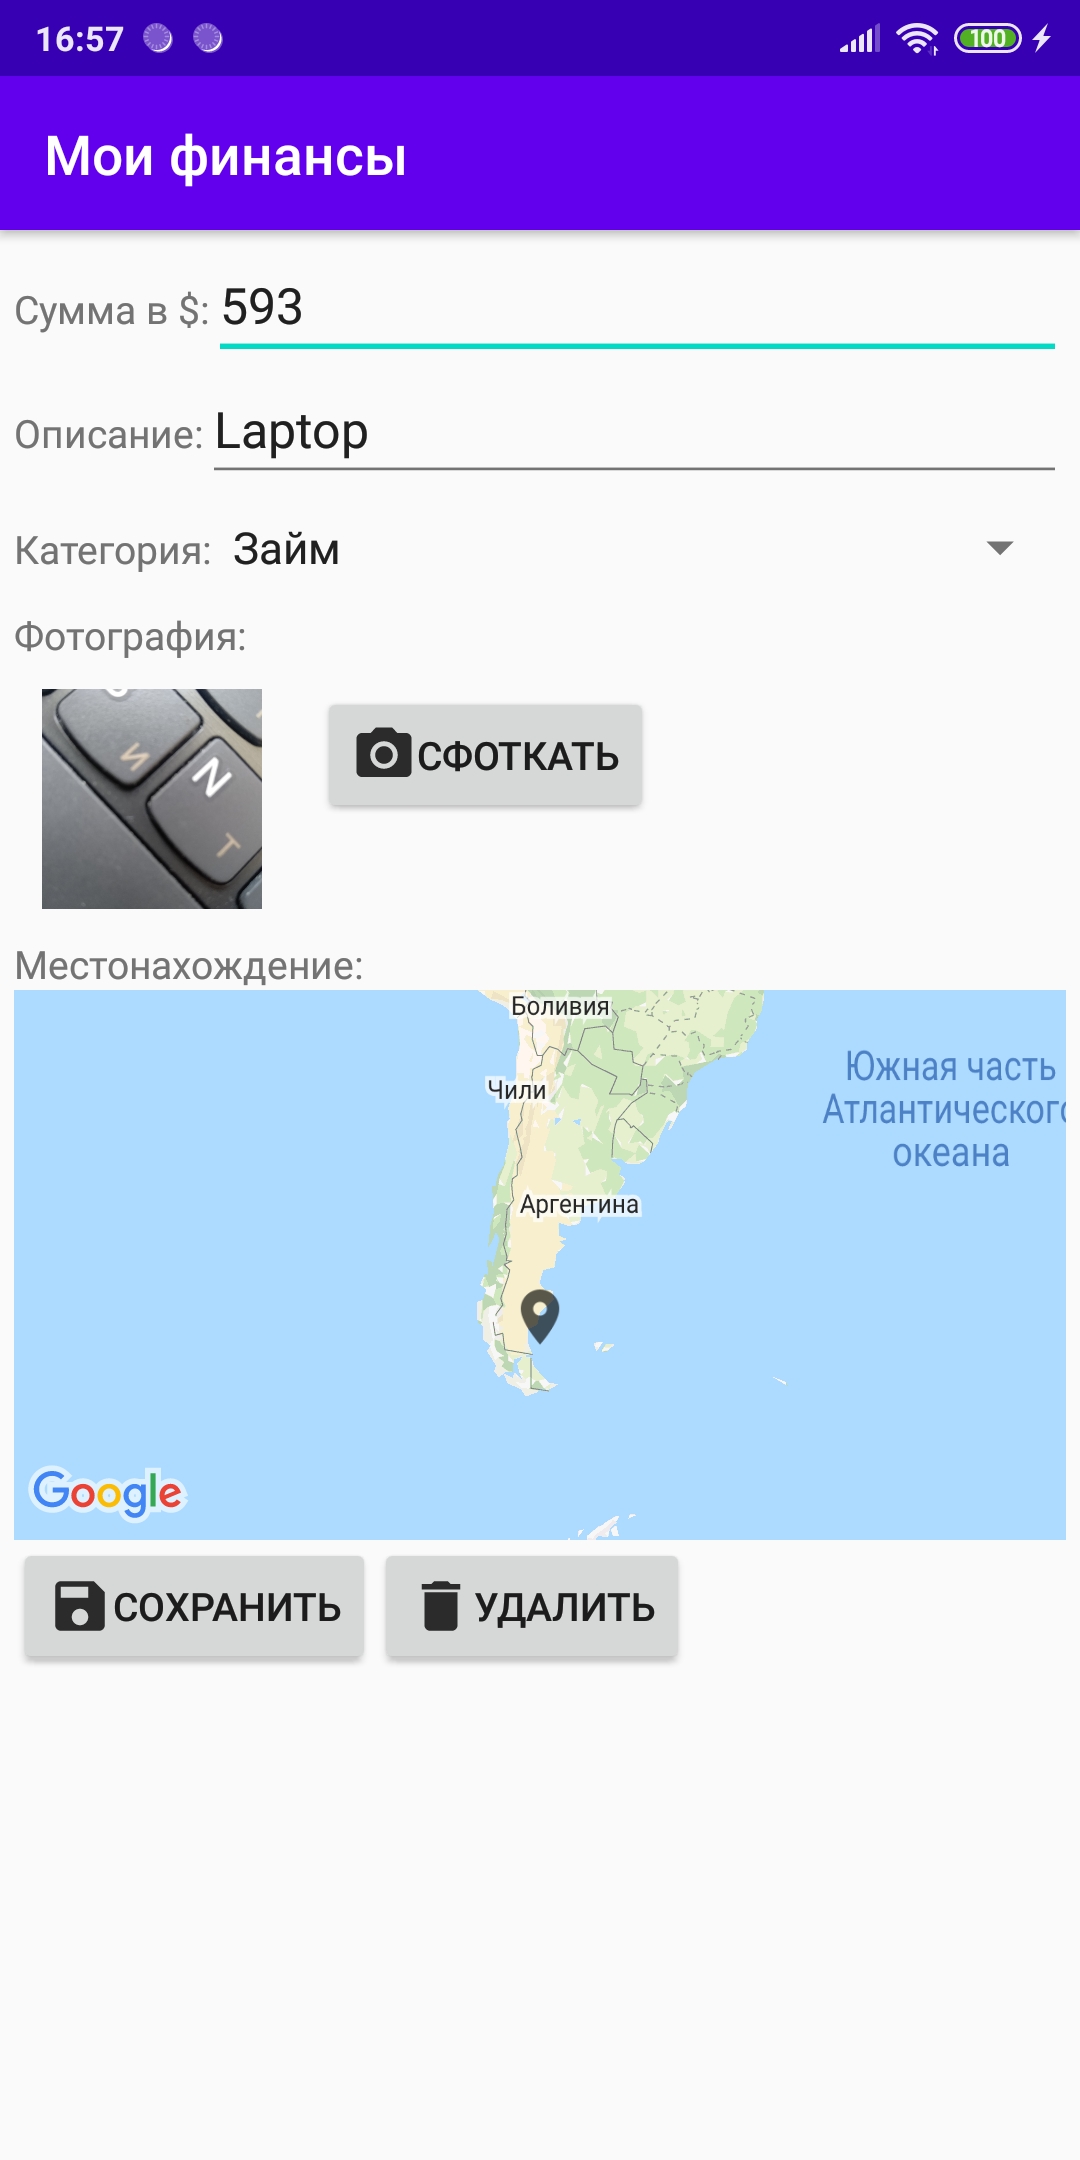 16:57 100
Мои финансы
Сумма в $: 593
Описание: Laptop
Категория: Займ
Фотография:
И
N
Т
СФОТКАТЬ
Местонахождение:
Боливия
Чили
Аргентина
Южная часть
Атлантического
океана
Google
СОХРАНИТЬ УДАЛИТЬ